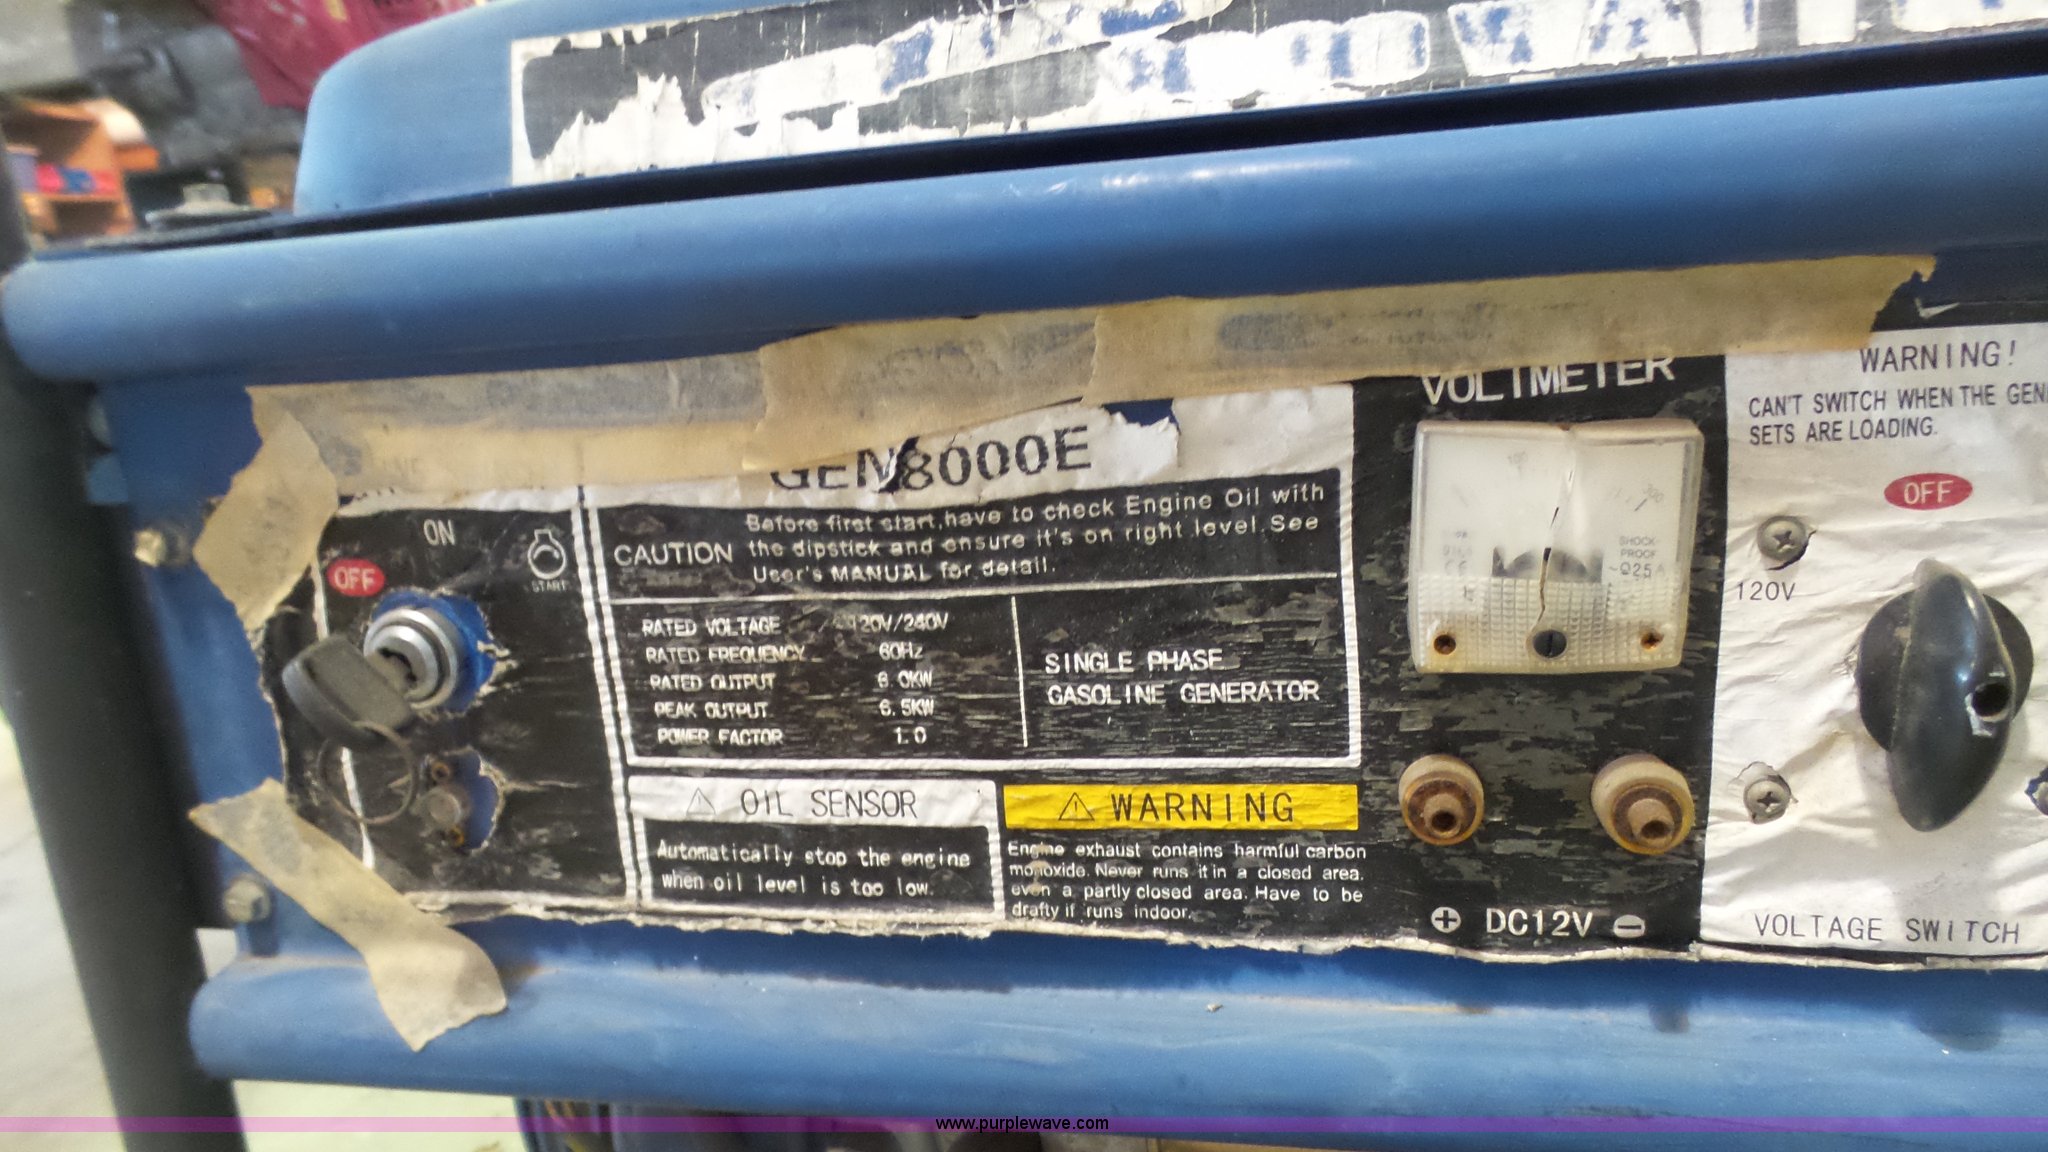 VOLTMETER
WARNING!
CAN'T SWITCH WHEN THE GEN
SETS ARE LOADING.
OFF
120V
VOLTAGE SWITCH
GEN8000E
ON
OFF
START
CAUTION
Before first start,have to check Engine Oil with
the dipstick and ensure it's on right level.See
User's MANUAL for detail.
RATED VOLTAGE 120V/240V
RATED FREQUENCY 60Hz
RATED OUTPUT 6.0KW
PEAK OUTPUT 6.5KW
POWER FACTOR 1.0
SINGLE PHASE
GASOLINE GENERATOR
OIL SENSOR
Automatically stop the engine
when oil level is too low.
WARNING
Engine exhaust contains harmful carbon
monoxide. Never runs it in a closed area.
even a partly closed area. Have to be
drafty if runs indoor.
300
SHOCK-
PROOF
DC12V
www.purplewave.com